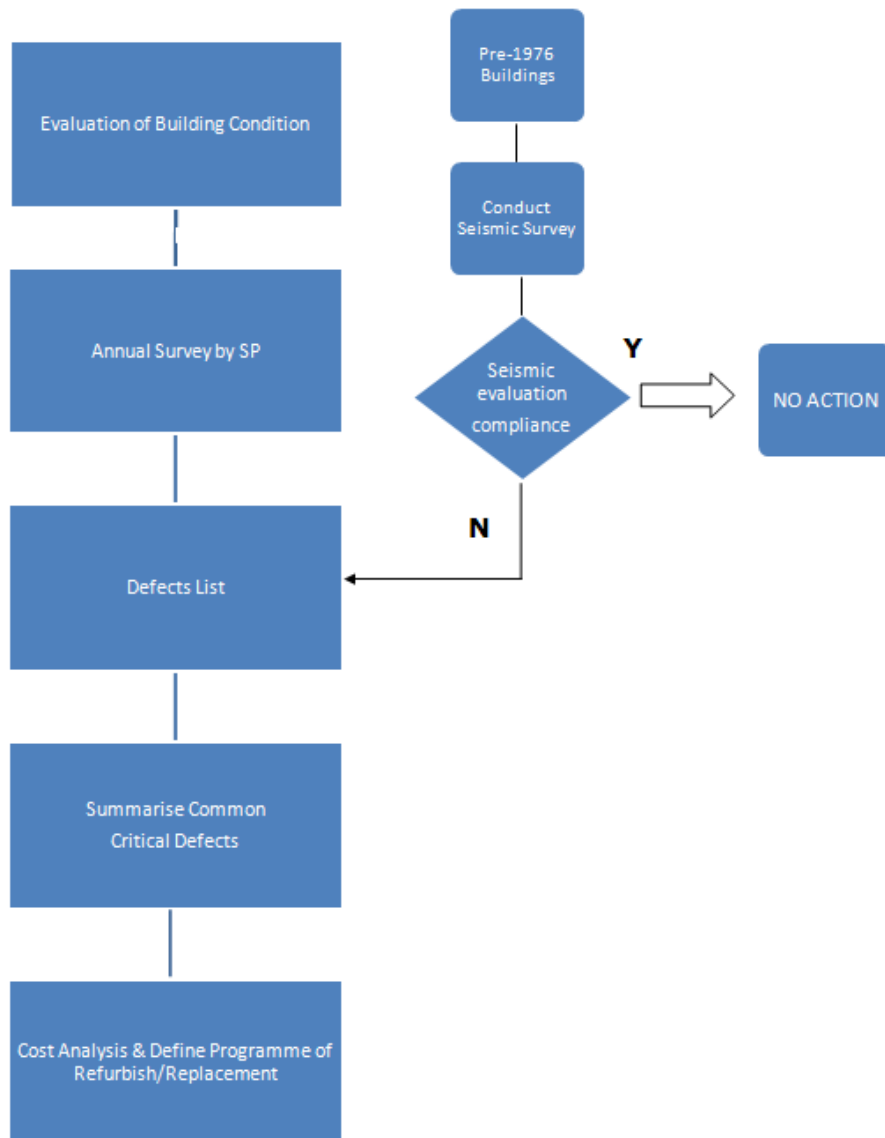 Evaluation of Building Condition
Annual Survey by SP
Defects List
Summarise Common
Critical Defects
Cost Analysis & Define Programme of
Refurbish/Replacement
Pre-1976
Buildings
Conduct
Seismic Survey
Seismic
evaluation
compliance
Y
NO ACTION
N